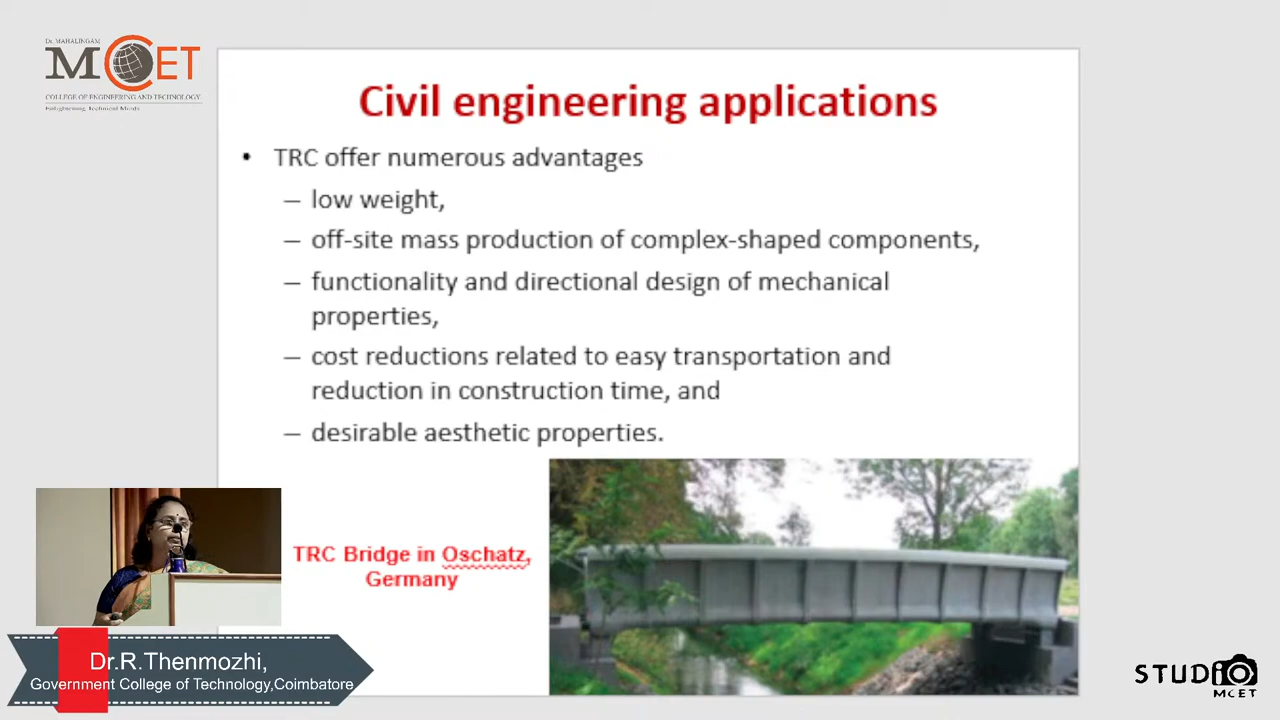 Dr. MAHALINGAM
MCET
COLLEGE OF ENGINEERING AND TECHNOLOGY
Enlightening Technical Minds
Civil engineering applications
• TRC offer numerous advantages
– low weight,
– off-site mass production of complex-shaped components,
– functionality and directional design of mechanical
properties,
– cost reductions related to easy transportation and
reduction in construction time, and
– desirable aesthetic properties.
TRC Bridge in Oschatz,
Germany
Dr.R.Thenmozhi,
Government College of Technology,Coimbatore
STUDIO
MCET